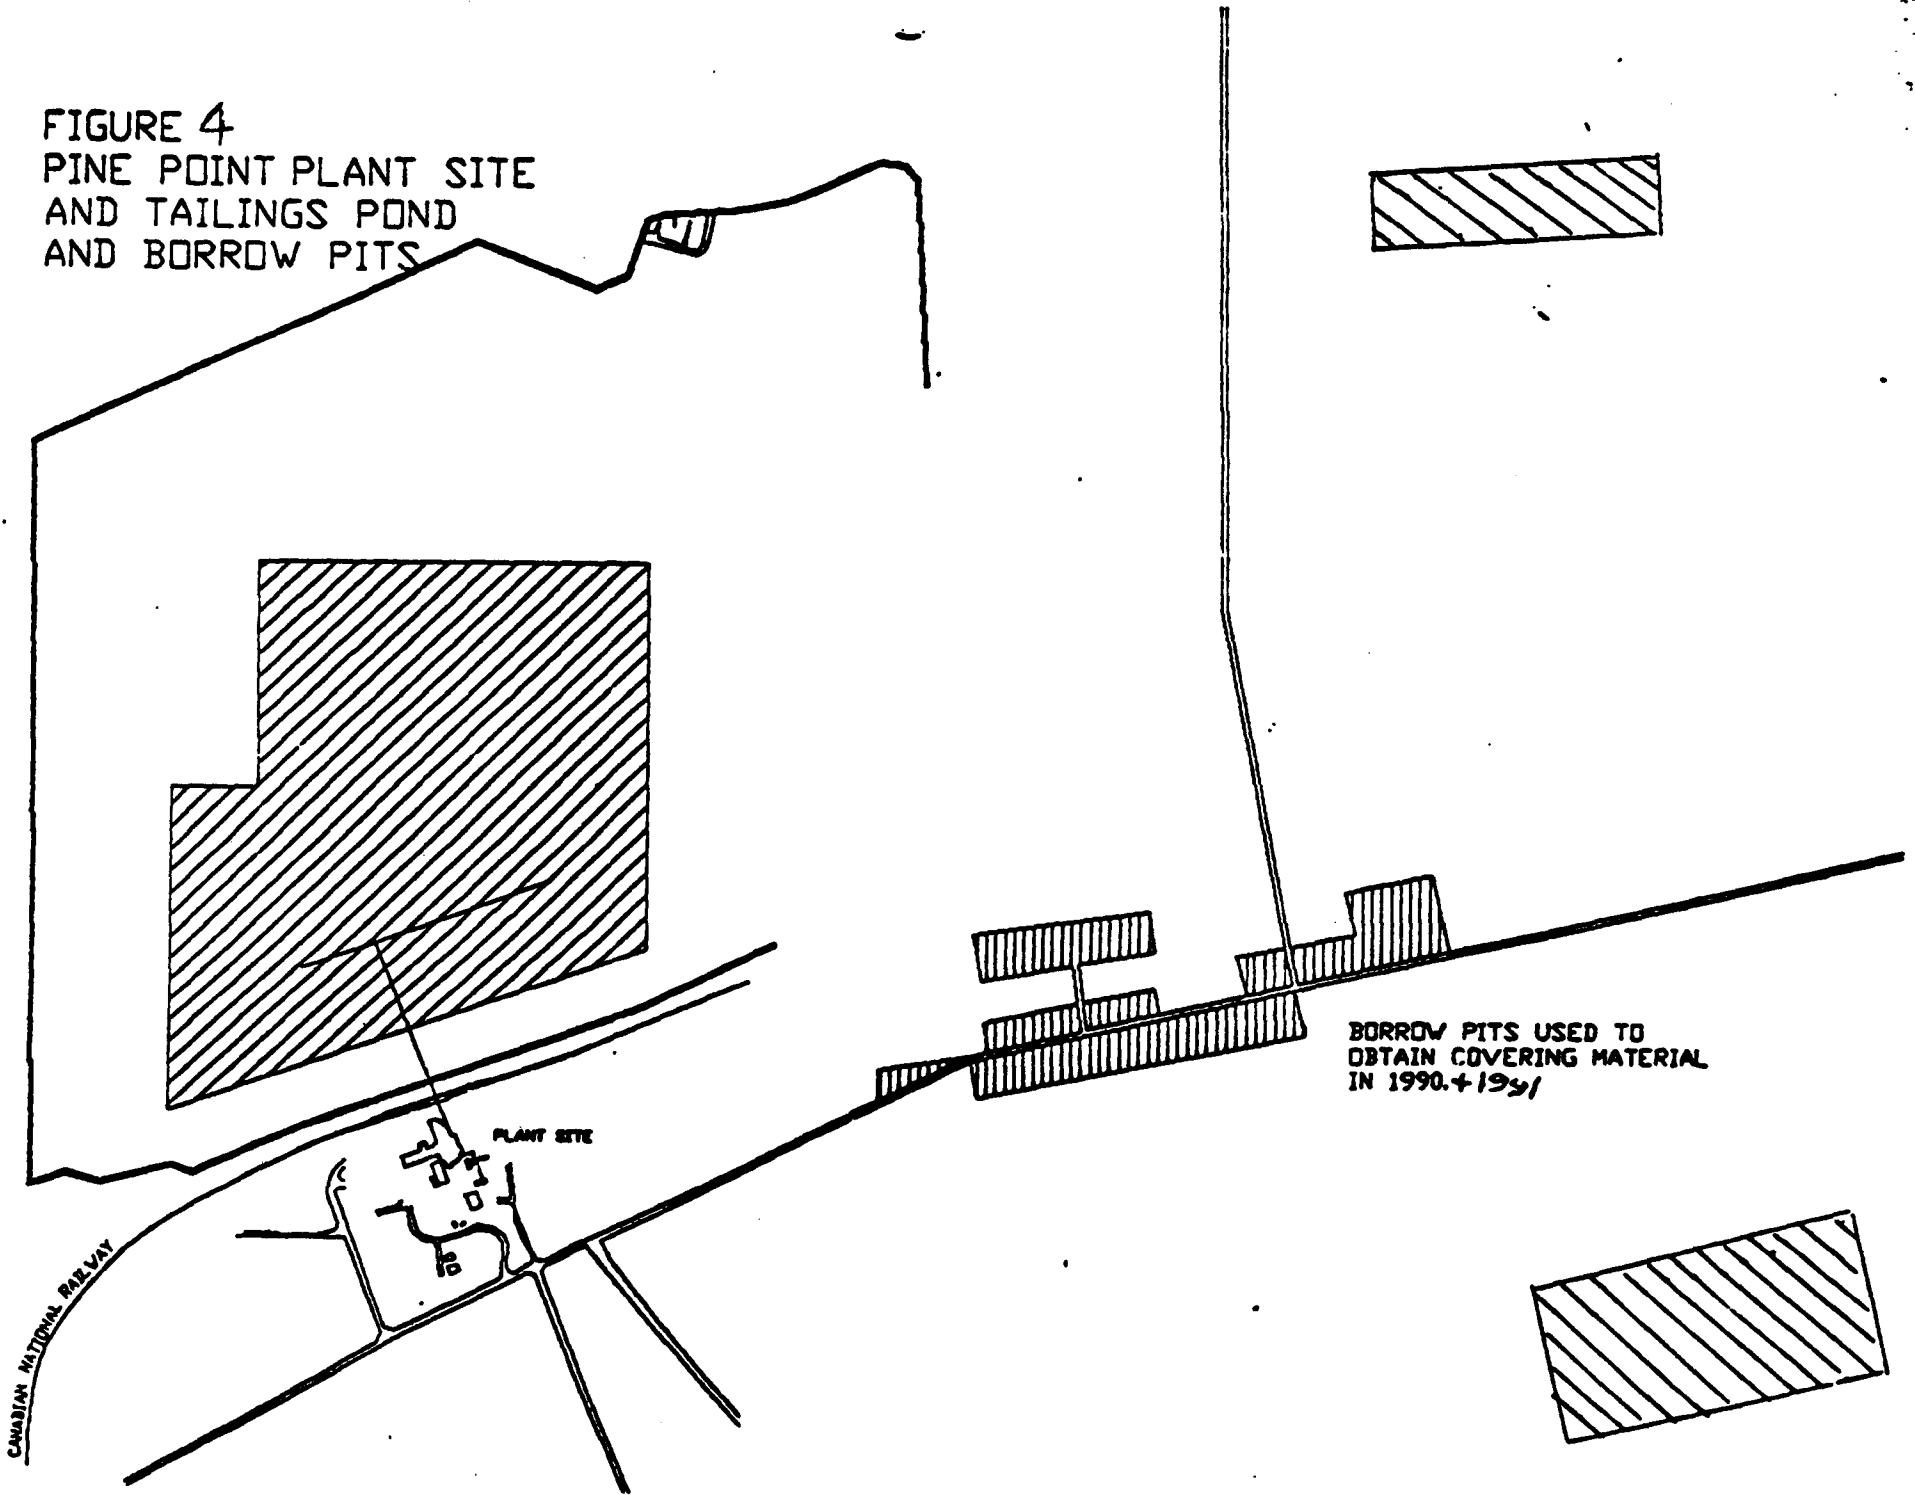 FIGURE 4
PINE POINT PLANT SITE
AND TAILINGS POND
AND BORROW PITS
BORROW PITS USED TO
OBTAIN COVERING MATERIAL
IN 1990.+1991
PLANT SITE
CANADIAN NATIONAL RAILWAY